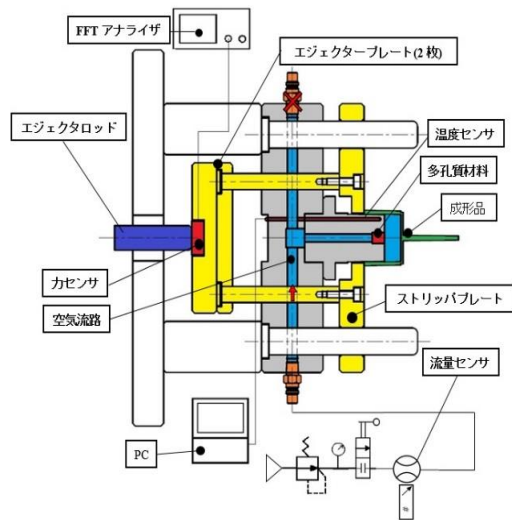 FFT アナライザ
エジェクタープレート(2 枚)
エジェクタロッド
温度センサ
多孔質材料
成形品
力センサ
空気流路
ストリッパプレート
流量センサ
PC